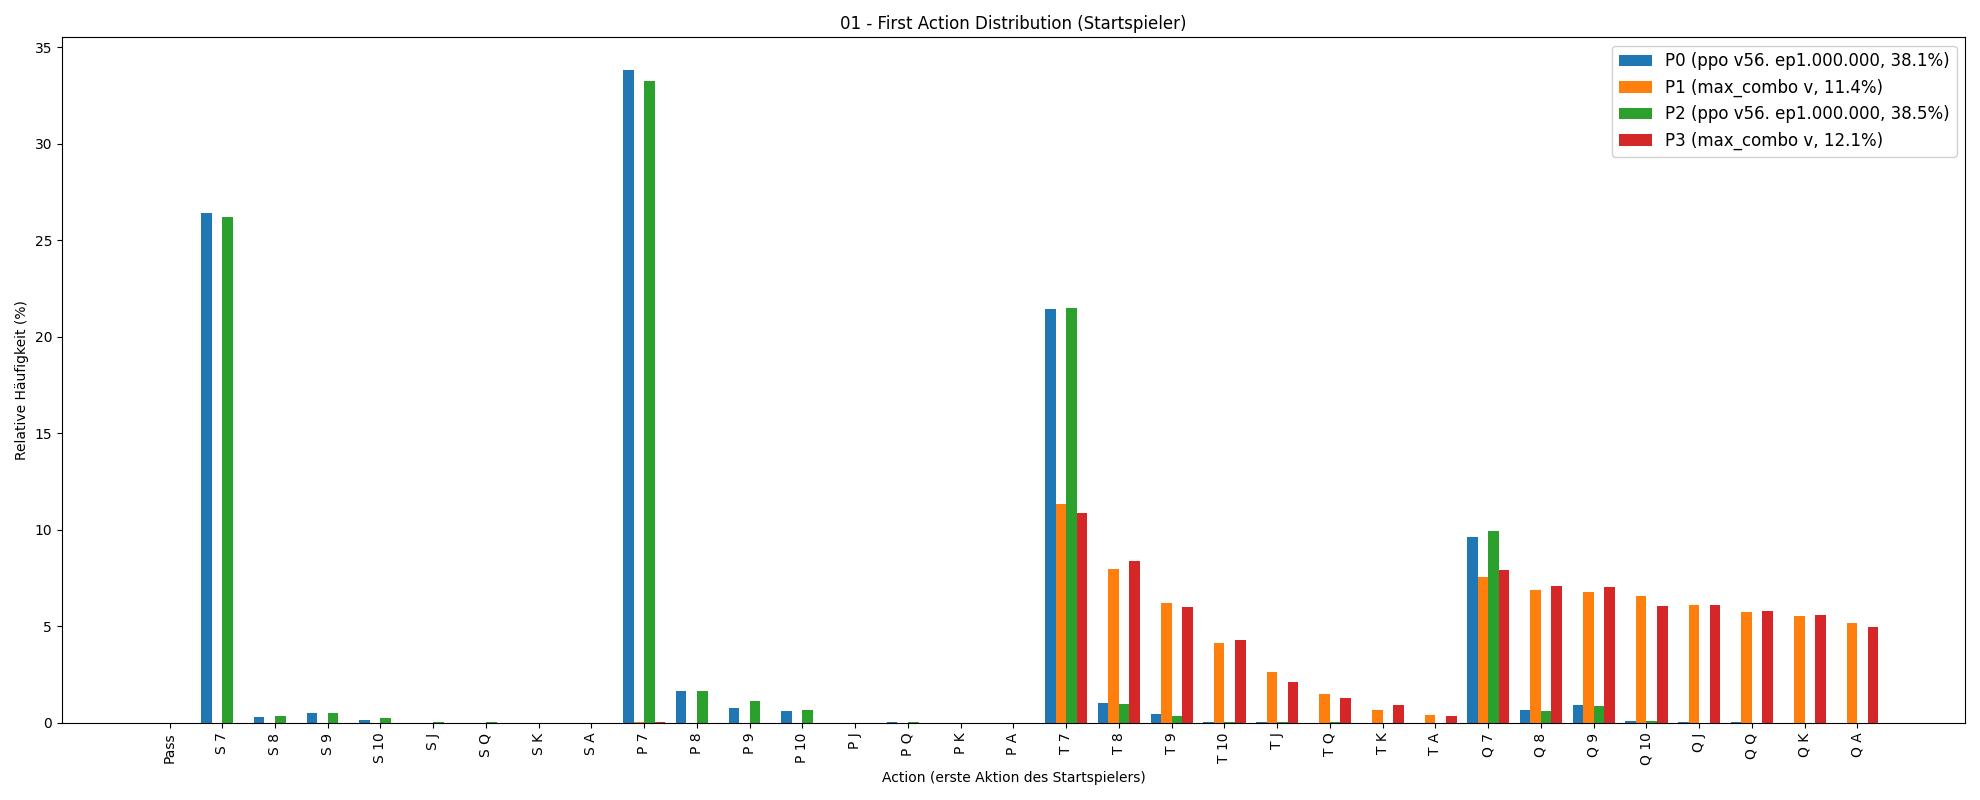 01 - First Action Distribution (Startspieler)
P0 (ppo v56. ep1.000.000, 38.1%)
P1 (max_combo v, 11.4%)
P2 (ppo v56. ep1.000.000, 38.5%)
P3 (max_combo v, 12.1%)
Relative Häufigkeit (%)
35
30
25
20
15
10
5
0
Pass
S 7
S 8
S 9
S 10
S J
S Q
S K
S A
P 7
P 8
P 9
P 10
P J
P Q
P K
P A
T 7
T 8
T 9
T 10
T J
T Q
T K
T A
Q 7
Q 8
Q 9
Q 10
Q J
Q Q
Q K
Q A
Action (erste Aktion des Startspielers)